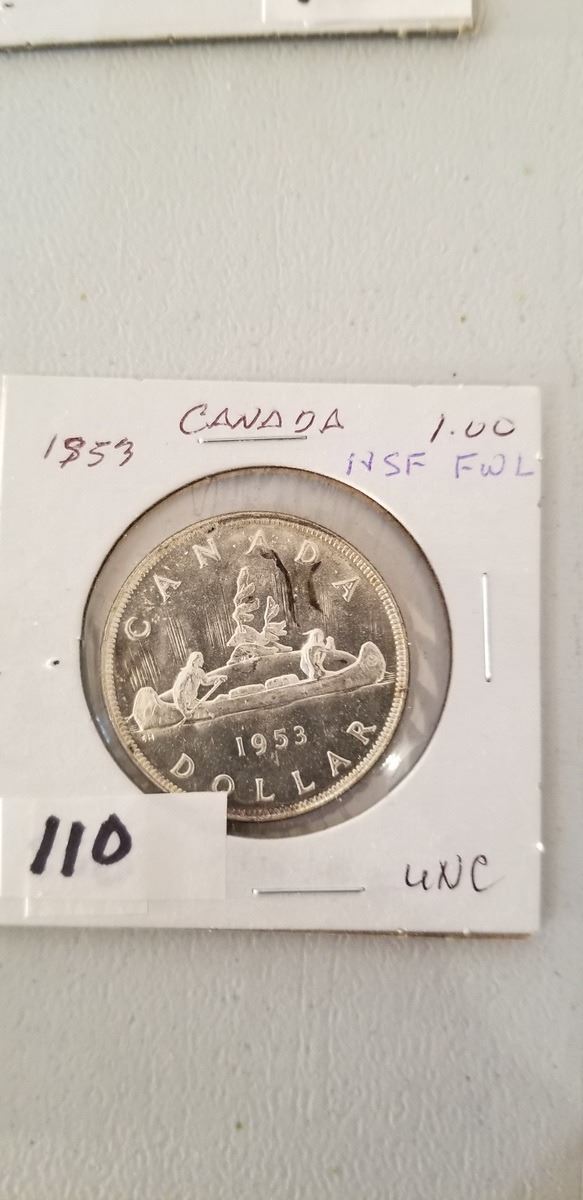 CANADA
1953 1.00
NSF FWL
CANADA
1953
DOLLAR
110
UNC